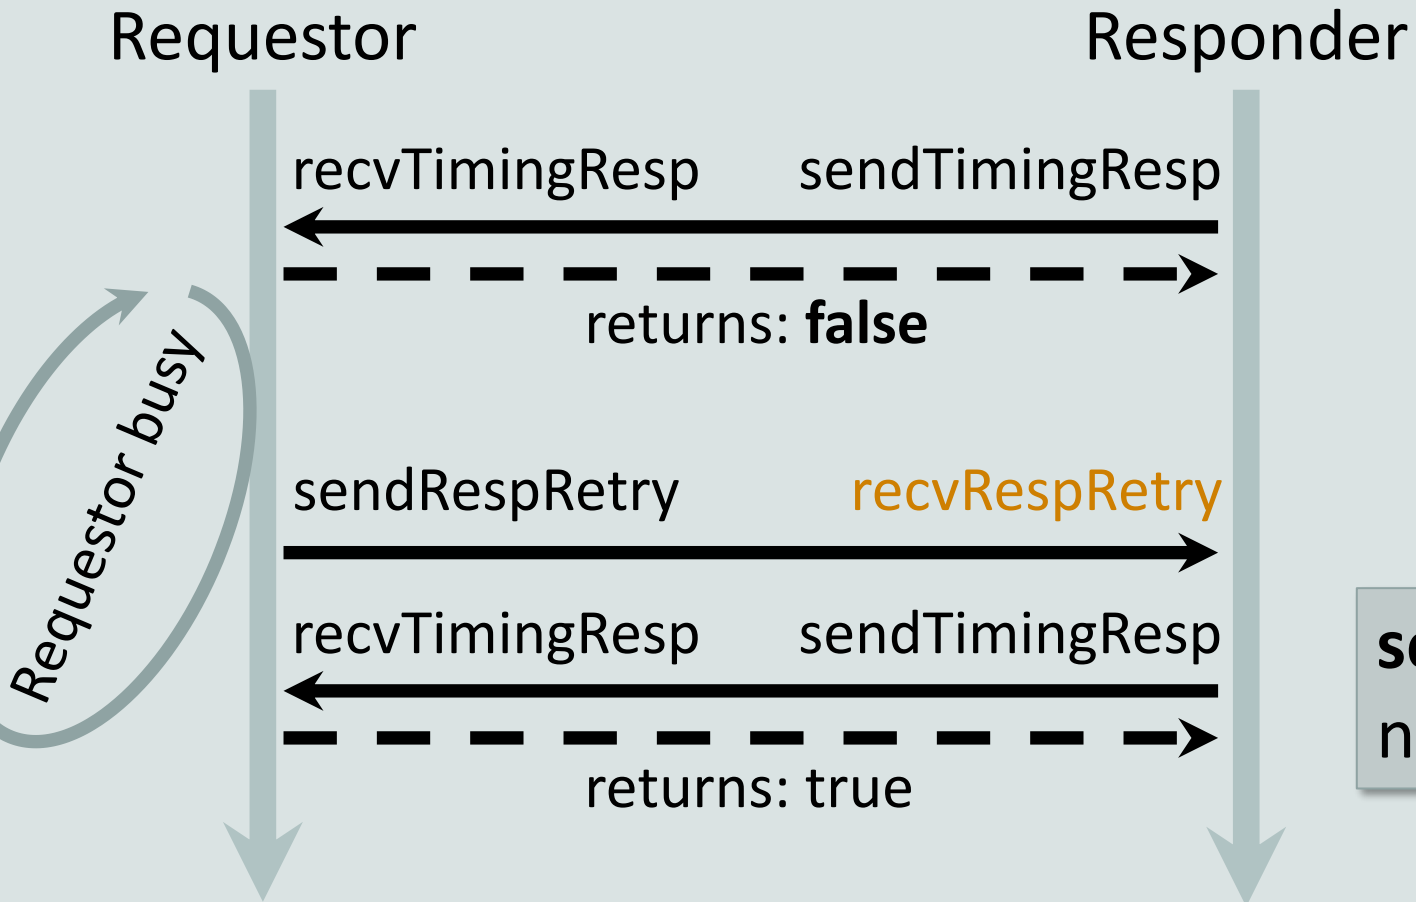 Requestor Responder
recvTimingResp sendTimingResp
returns: false
Requestor busy
sendRespRetry recvRespRetry
recvTimingResp sendTimingResp
returns: true